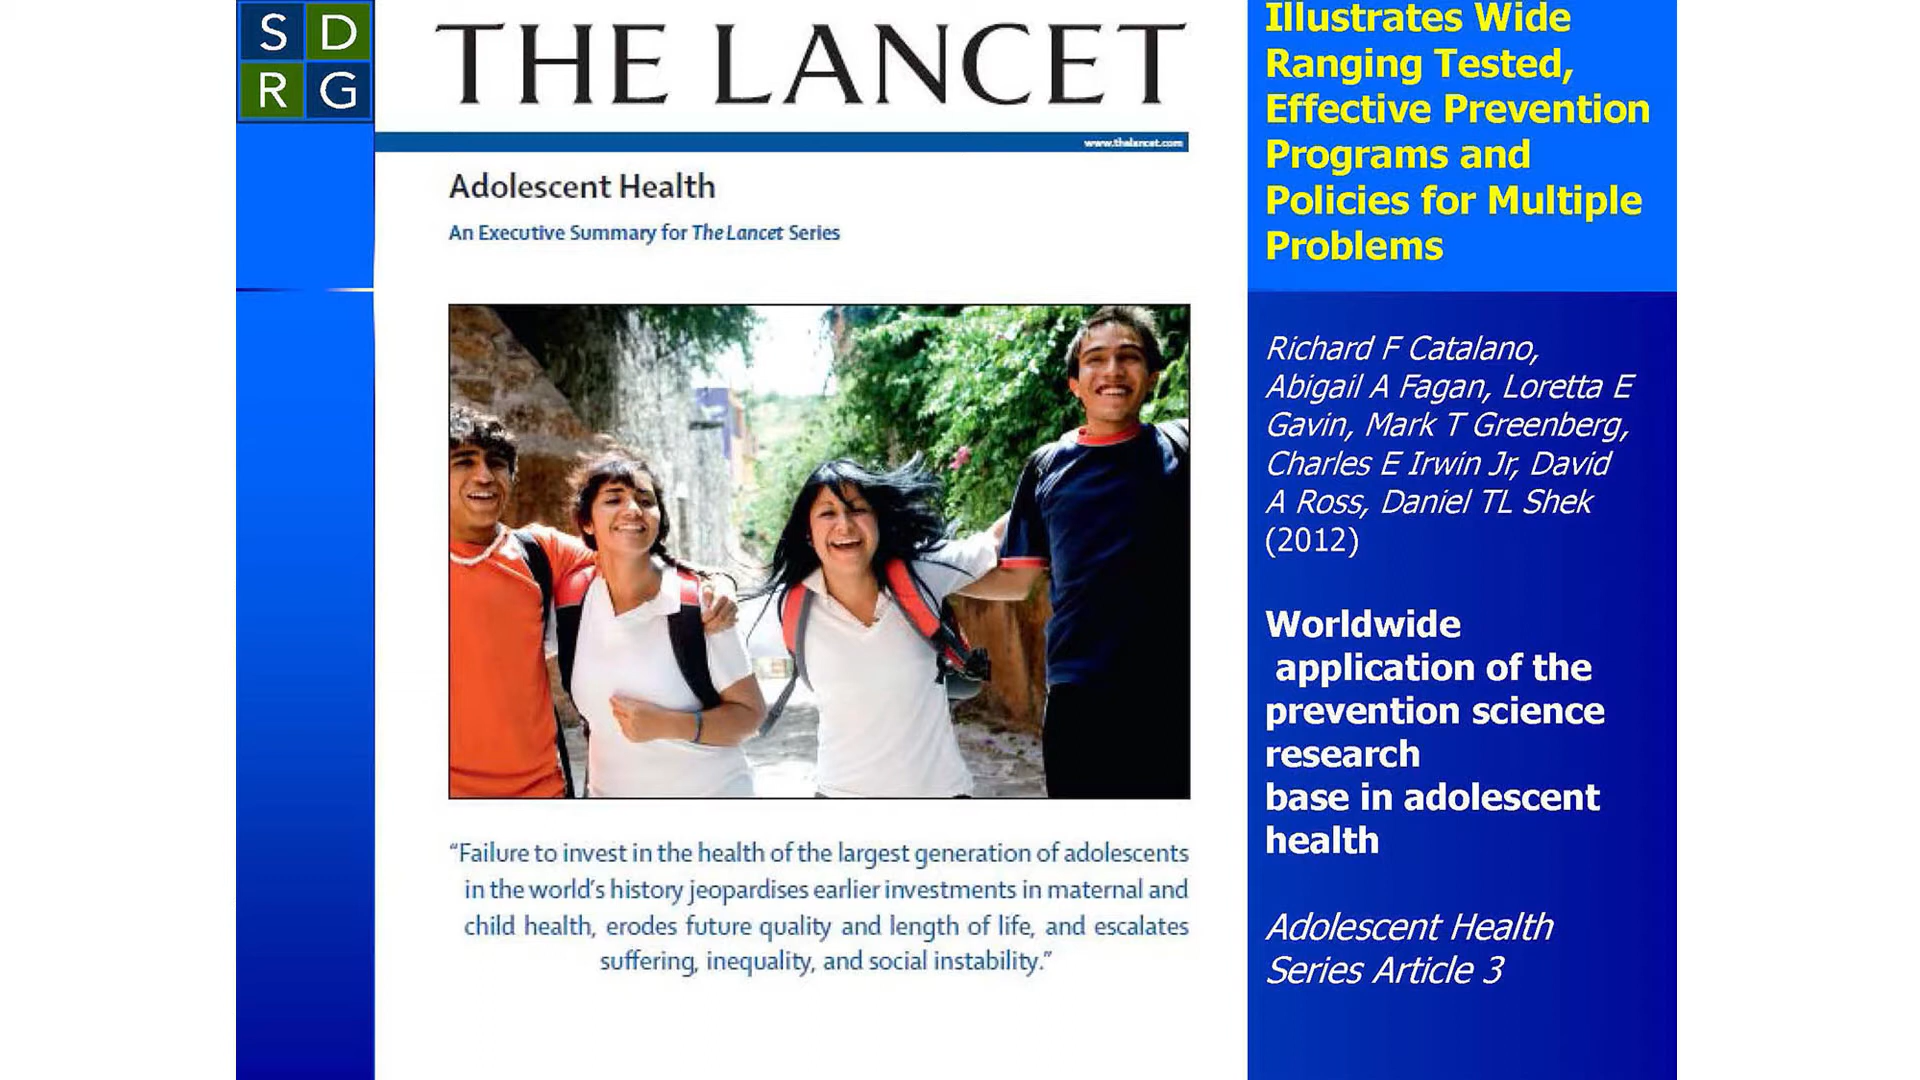 S D
R G
THE LANCET
www.thelancet.com
Adolescent Health
An Executive Summary for The Lancet Series
“Failure to invest in the health of the largest generation of adolescents
in the world’s history jeopardises earlier investments in maternal and
child health, erodes future quality and length of life, and escalates
suffering, inequality, and social instability.”
Illustrates Wide
Ranging Tested,
Effective Prevention
Programs and
Policies for Multiple
Problems
Richard F Catalano,
Abigail A Fagan, Loretta E
Gavin, Mark T Greenberg,
Charles E Irwin Jr, David
A Ross, Daniel TL Shek
(2012)
Worldwide
application of the
prevention science
research
base in adolescent
health
Adolescent Health
Series Article 3